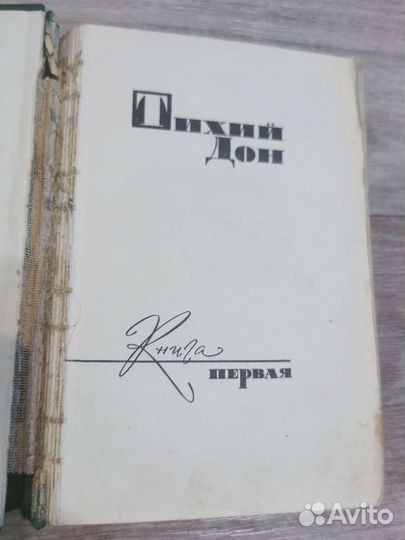 Тихий
Дон
Книга
первая
Avito